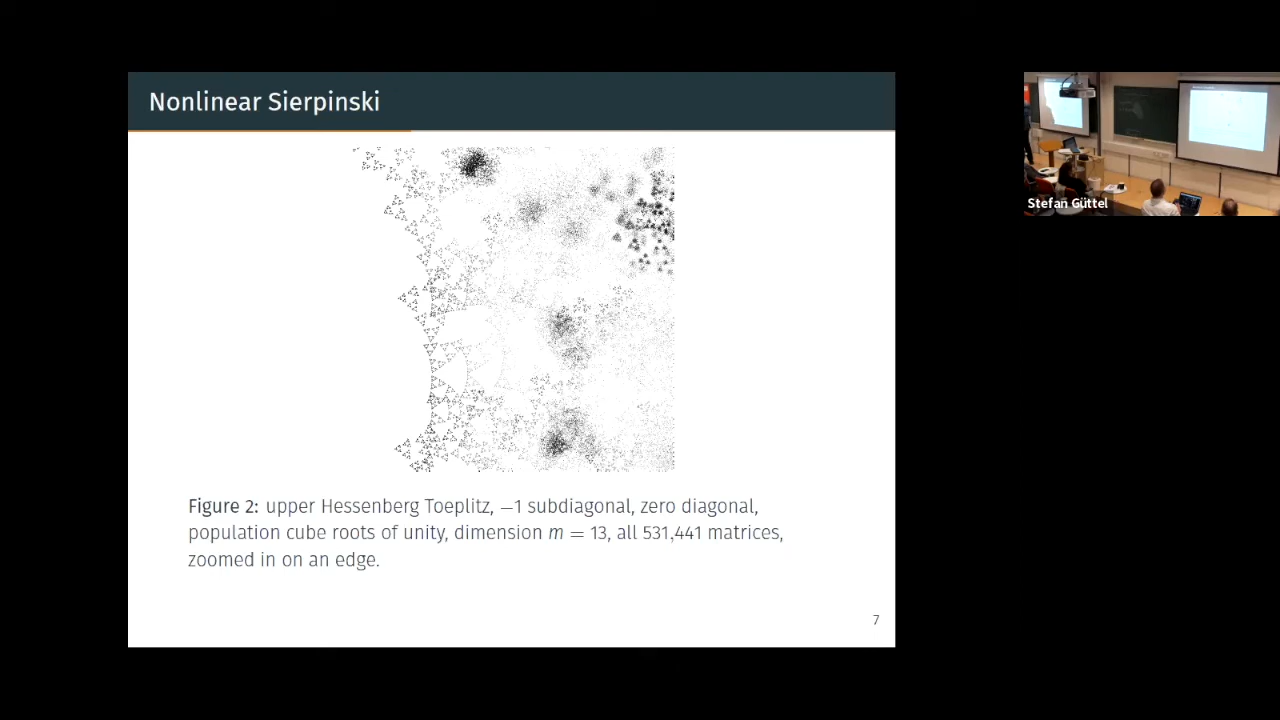 Nonlinear Sierpinski
Figure 2: upper Hessenberg Toeplitz, −1 subdiagonal, zero diagonal,
population cube roots of unity, dimension m = 13, all 531,441 matrices,
zoomed in on an edge.
7
Stefan Güttel